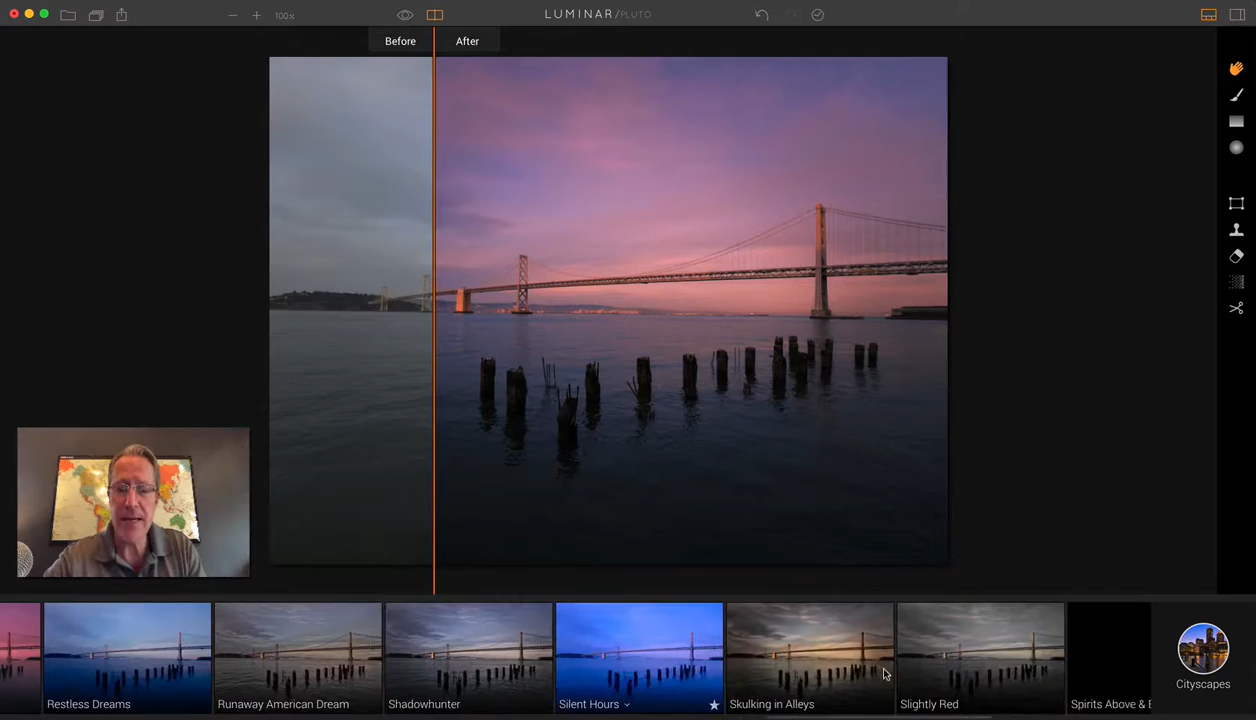 100%
LUMINAR/PLUTO
Before After
Restless Dreams
Runaway American Dream
Shadowhunter
Silent Hours
Skulking in Alleys
Slightly Red
Spirits Above & B
Cityscapes